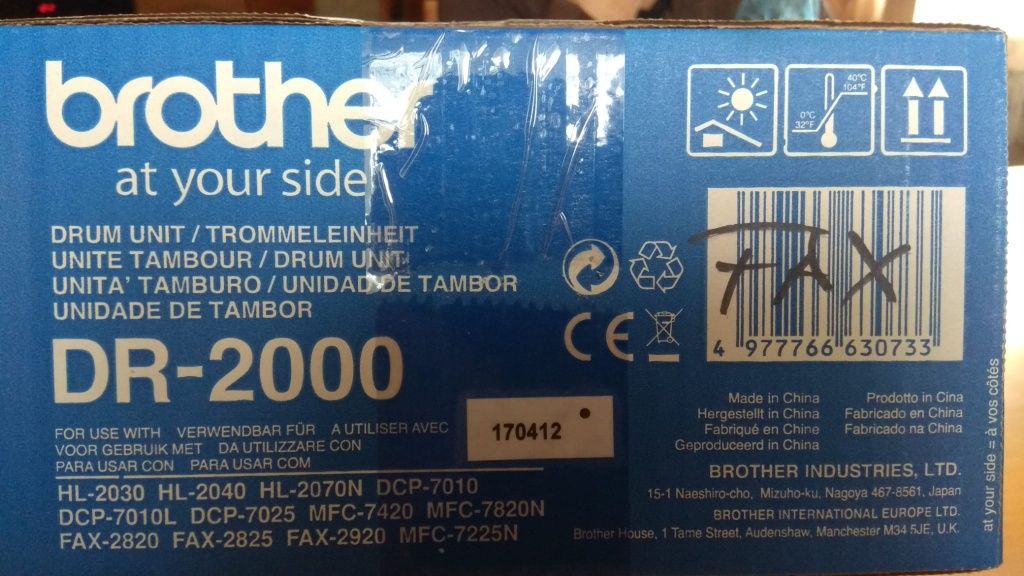 brother
at your side
DRUM UNIT / TROMMELEINHEIT
UNITE TAMBOUR / DRUM UNIT
UNITA' TAMBURO / UNIDAD DE TAMBOR
UNIDADE DE TAMBOR
DR-2000
FOR USE WITH VERWENDBAR FÜR A UTILISER AVEC
VOOR GEBRUIK MET DA UTILIZZARE CON
PARA USAR CON PARA USAR COM
HL-2030 HL-2040 HL-2070N DCP-7010
DCP-7010L DCP-7025 MFC-7420 MFC-7820N
FAX-2820 FAX-2825 FAX-2920 MFC-7225N
170412
40°C
104°F
0°C
32°F
FAX
4 977766 630733
CE
Made in China Prodotto in Cina
Hergestellt in China Fabricado en China
Fabriqué en Chine Fabricado na China
Geproduceerd in China
BROTHER INDUSTRIES, LTD.
15-1 Naeshiro-cho, Mizuho-ku, Nagoya 467-8561, Japan
BROTHER INTERNATIONAL EUROPE LTD.
Brother House, 1 Tame Street, Audenshaw, Manchester M34 5JE, U.K.
at your side = à vos côtés